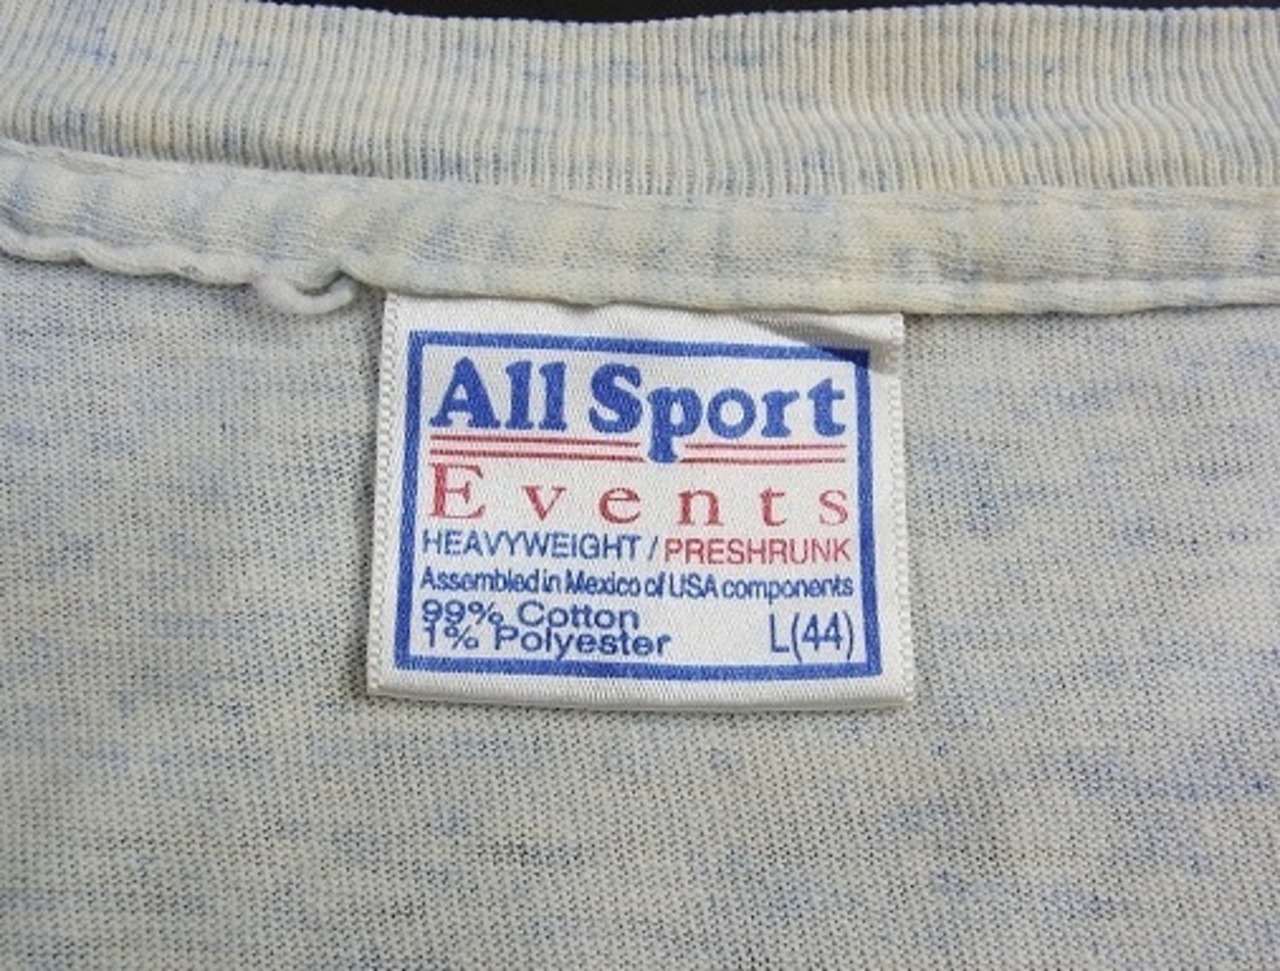 All Sport
Events
HEAVYWEIGHT / PRESHRUNK
Assembled in Mexico of USA components
99% Cotton
1% Polyester L(44)